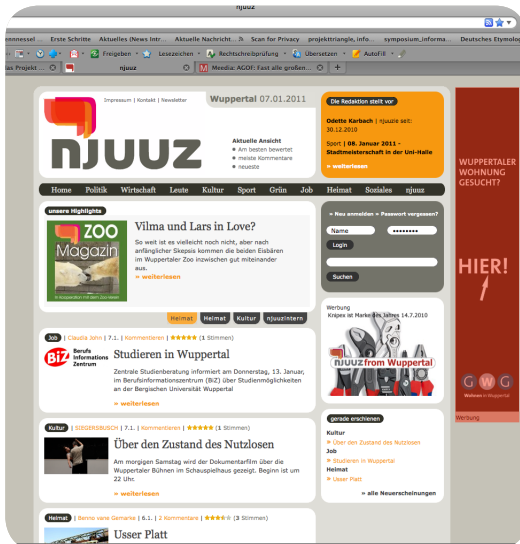 njuuz
ennnessel ...
Erste Schritte
Aktuelles (News Intr...
Aktuelle Nachricht...
Scan for Privacy
projekttriangle, info...
symposium_informa...
Deutsches Etymolog
Freigeben
Lesezeichen
Rechtschreibprüfung
Übersetzen
AutoFill
das Projekt ...
njuuz
Meedia: AGOF: Fast alle großen...
Impressum | Kontakt | Newsletter
Wuppertal 07.01.2011
njuuz
Aktuelle Ansicht
Am besten bewertet
meiste Kommentare
neueste
Die Redaktion stellt vor
Odette Karbach | njuuzie seit:
30.12.2010
Sport | 08. Januar 2011 -
Stadtmeisterschaft in der Uni-Halle
» weiterlesen
WUPPERTALER
WOHNUNG
GESUCHT?
HIER!
GWG
Wohnen in Wuppertal
Werbung
Home Politik Wirtschaft Leute Kultur Sport Grün Job Heimat Soziales njuuz
unsere Highlights
ZOO
Magazin
in Kooperation mit dem Zoo Verein
Vilma und Lars in Love?
So weit ist es vielleicht noch nicht, aber nach
anfänglicher Skepsis kommen die beiden Eisbären
im Wuppertaler Zoo inzwischen gut miteinander
aus.
» weiterlesen
» Neu anmelden » Passwort vergessen?
Name
••••••••
Login
Suchen
Heimat Heimat Kultur njuuzintern
Job | Claudia John | 7.1. | Kommentieren | (1 Stimmen)
BiZ Berufs
Informations
Zentrum
Studieren in Wuppertal
Zentrale Studienberatung informiert am Donnerstag, 13. Januar,
im Berufsinformationszentrum (BiZ) über Studienmöglichkeiten
an der Bergischen Universität Wuppertal
» weiterlesen
Werbung
Knipex ist Marke des Jahres 14.7.2010
njuuz from Wuppertal
Kultur | SIEGERSBUSCH | 7.1. | Kommentieren | (1 Stimmen)
Über den Zustand des Nutzlosen
Am morgigen Samstag wird der Dokumentarfilm über die
Wuppertaler Bühnen im Schauspielhaus gezeigt. Beginn ist um
22 Uhr.
» weiterlesen
gerade erschienen
Kultur
» Über den Zustand des Nutzlosen
Job
» Studieren in Wuppertal
Heimat
» Usser Platt
» alle Neuerscheinungen
Heimat | Benno vane Gemarke | 6.1. | 2 Kommentare | (3 Stimmen)
Usser Platt